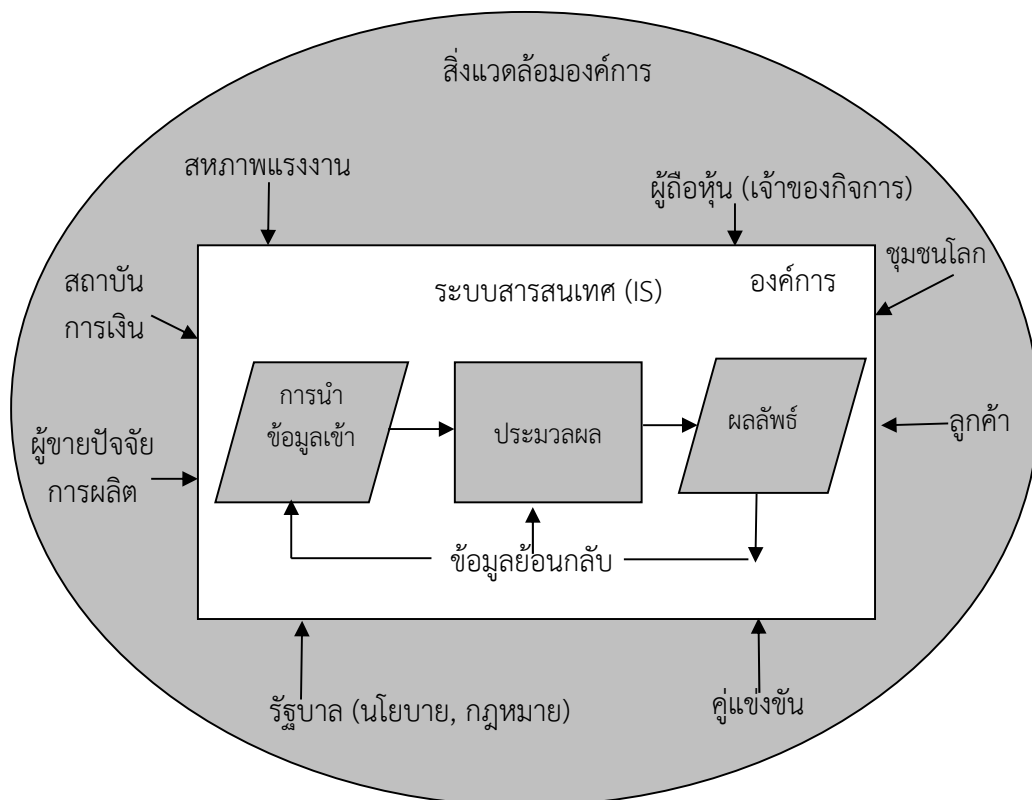 สิ่งแวดล้อมองค์การ
สหภาพแรงงาน
ผู้ถือหุ้น (เจ้าของกิจการ)
ชุมชนโลก
สถาบัน
การเงิน
ระบบสารสนเทศ (IS)
องค์การ
การนำ
ข้อมูลเข้า
ประมวลผล
ผลลัพธ์
ลูกค้า
ผู้ขายปัจจัย
การผลิต
ข้อมูลย้อนกลับ
รัฐบาล (นโยบาย, กฎหมาย)
คู่แข่งขัน